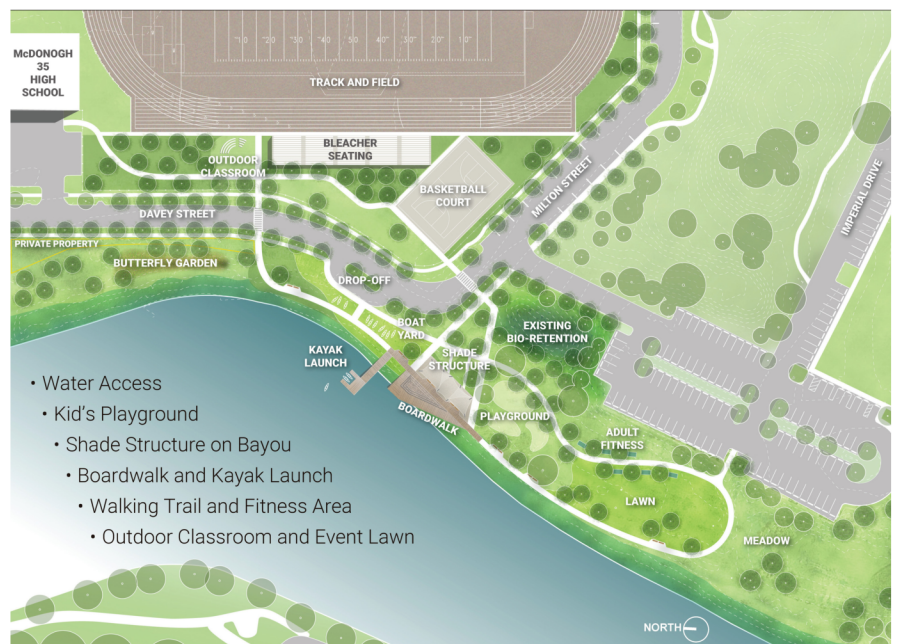 McDONOGH
35
HIGH
SCHOOL
TRACK AND FIELD
BLEACHER
SEATING
OUTDOOR
CLASSROOM
BASKETBALL
COURT
MILTON STREET
IMPERIAL DRIVE
DAVEY STREET
PRIVATE PROPERTY
BUTTERFLY GARDEN
DROP-OFF
BOAT
YARD
EXISTING
BIO-RETENTION
KAYAK
LAUNCH
SHADE
STRUCTURE
BOARDWALK
PLAYGROUND
ADULT
FITNESS
LAWN
MEADOW
• Water Access
• Kid's Playground
• Shade Structure on Bayou
• Boardwalk and Kayak Launch
• Walking Trail and Fitness Area
• Outdoor Classroom and Event Lawn
NORTH